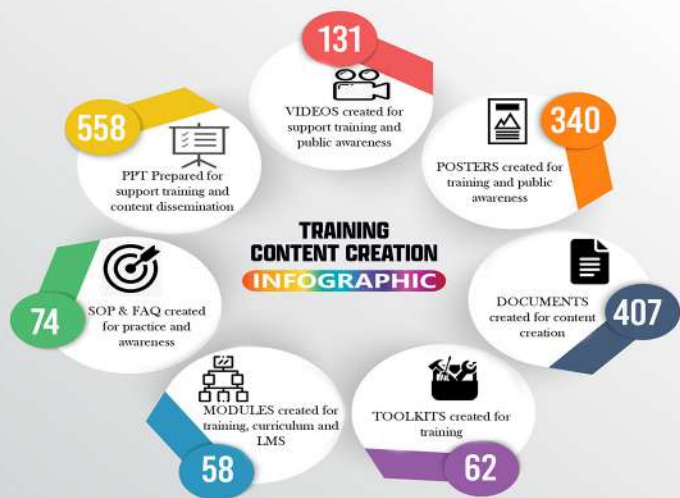 131
VIDEOS created for
support training and
public awareness
340
POSTERS created for
training and public
awareness
558
PPT Prepared for
support training and
content dissemination
TRAINING
CONTENT CREATION
INFOGRAPHIC
74
SOP & FAQ created
for practice and
awareness
DOCUMENTS
created for content
creation
407
MODULES created for
training, curriculum and
LMS
58
TOOLKITS created for
training
62